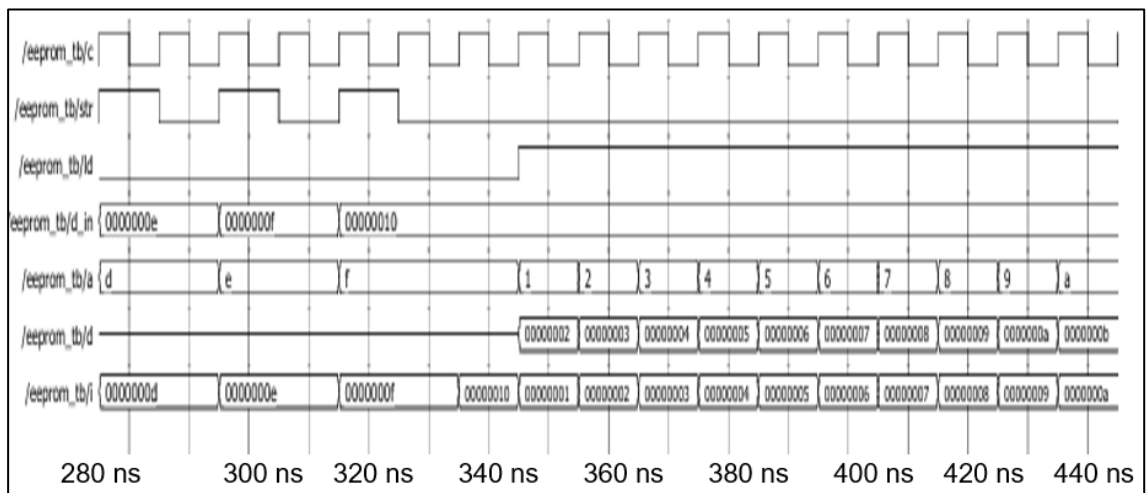 /eeprom_tb/c
/eeprom_tb/str
/eeprom_tb/ld
/eeprom_tb/d_in 0000000e 0000000f 00000010
/eeprom_tb/a d e f 1 2 3 4 5 6 7 8 9 a
/eeprom_tb/d 00000002 00000003 00000004 00000005 00000006 00000007 00000008 00000009 0000000a 0000000b
/eeprom_tb/i 0000000d 0000000e 0000000f 00000010 00000001 00000002 00000003 00000004 00000005 00000006 00000007 00000008 00000009 0000000a
280 ns 300 ns 320 ns 340 ns 360 ns 380 ns 400 ns 420 ns 440 ns